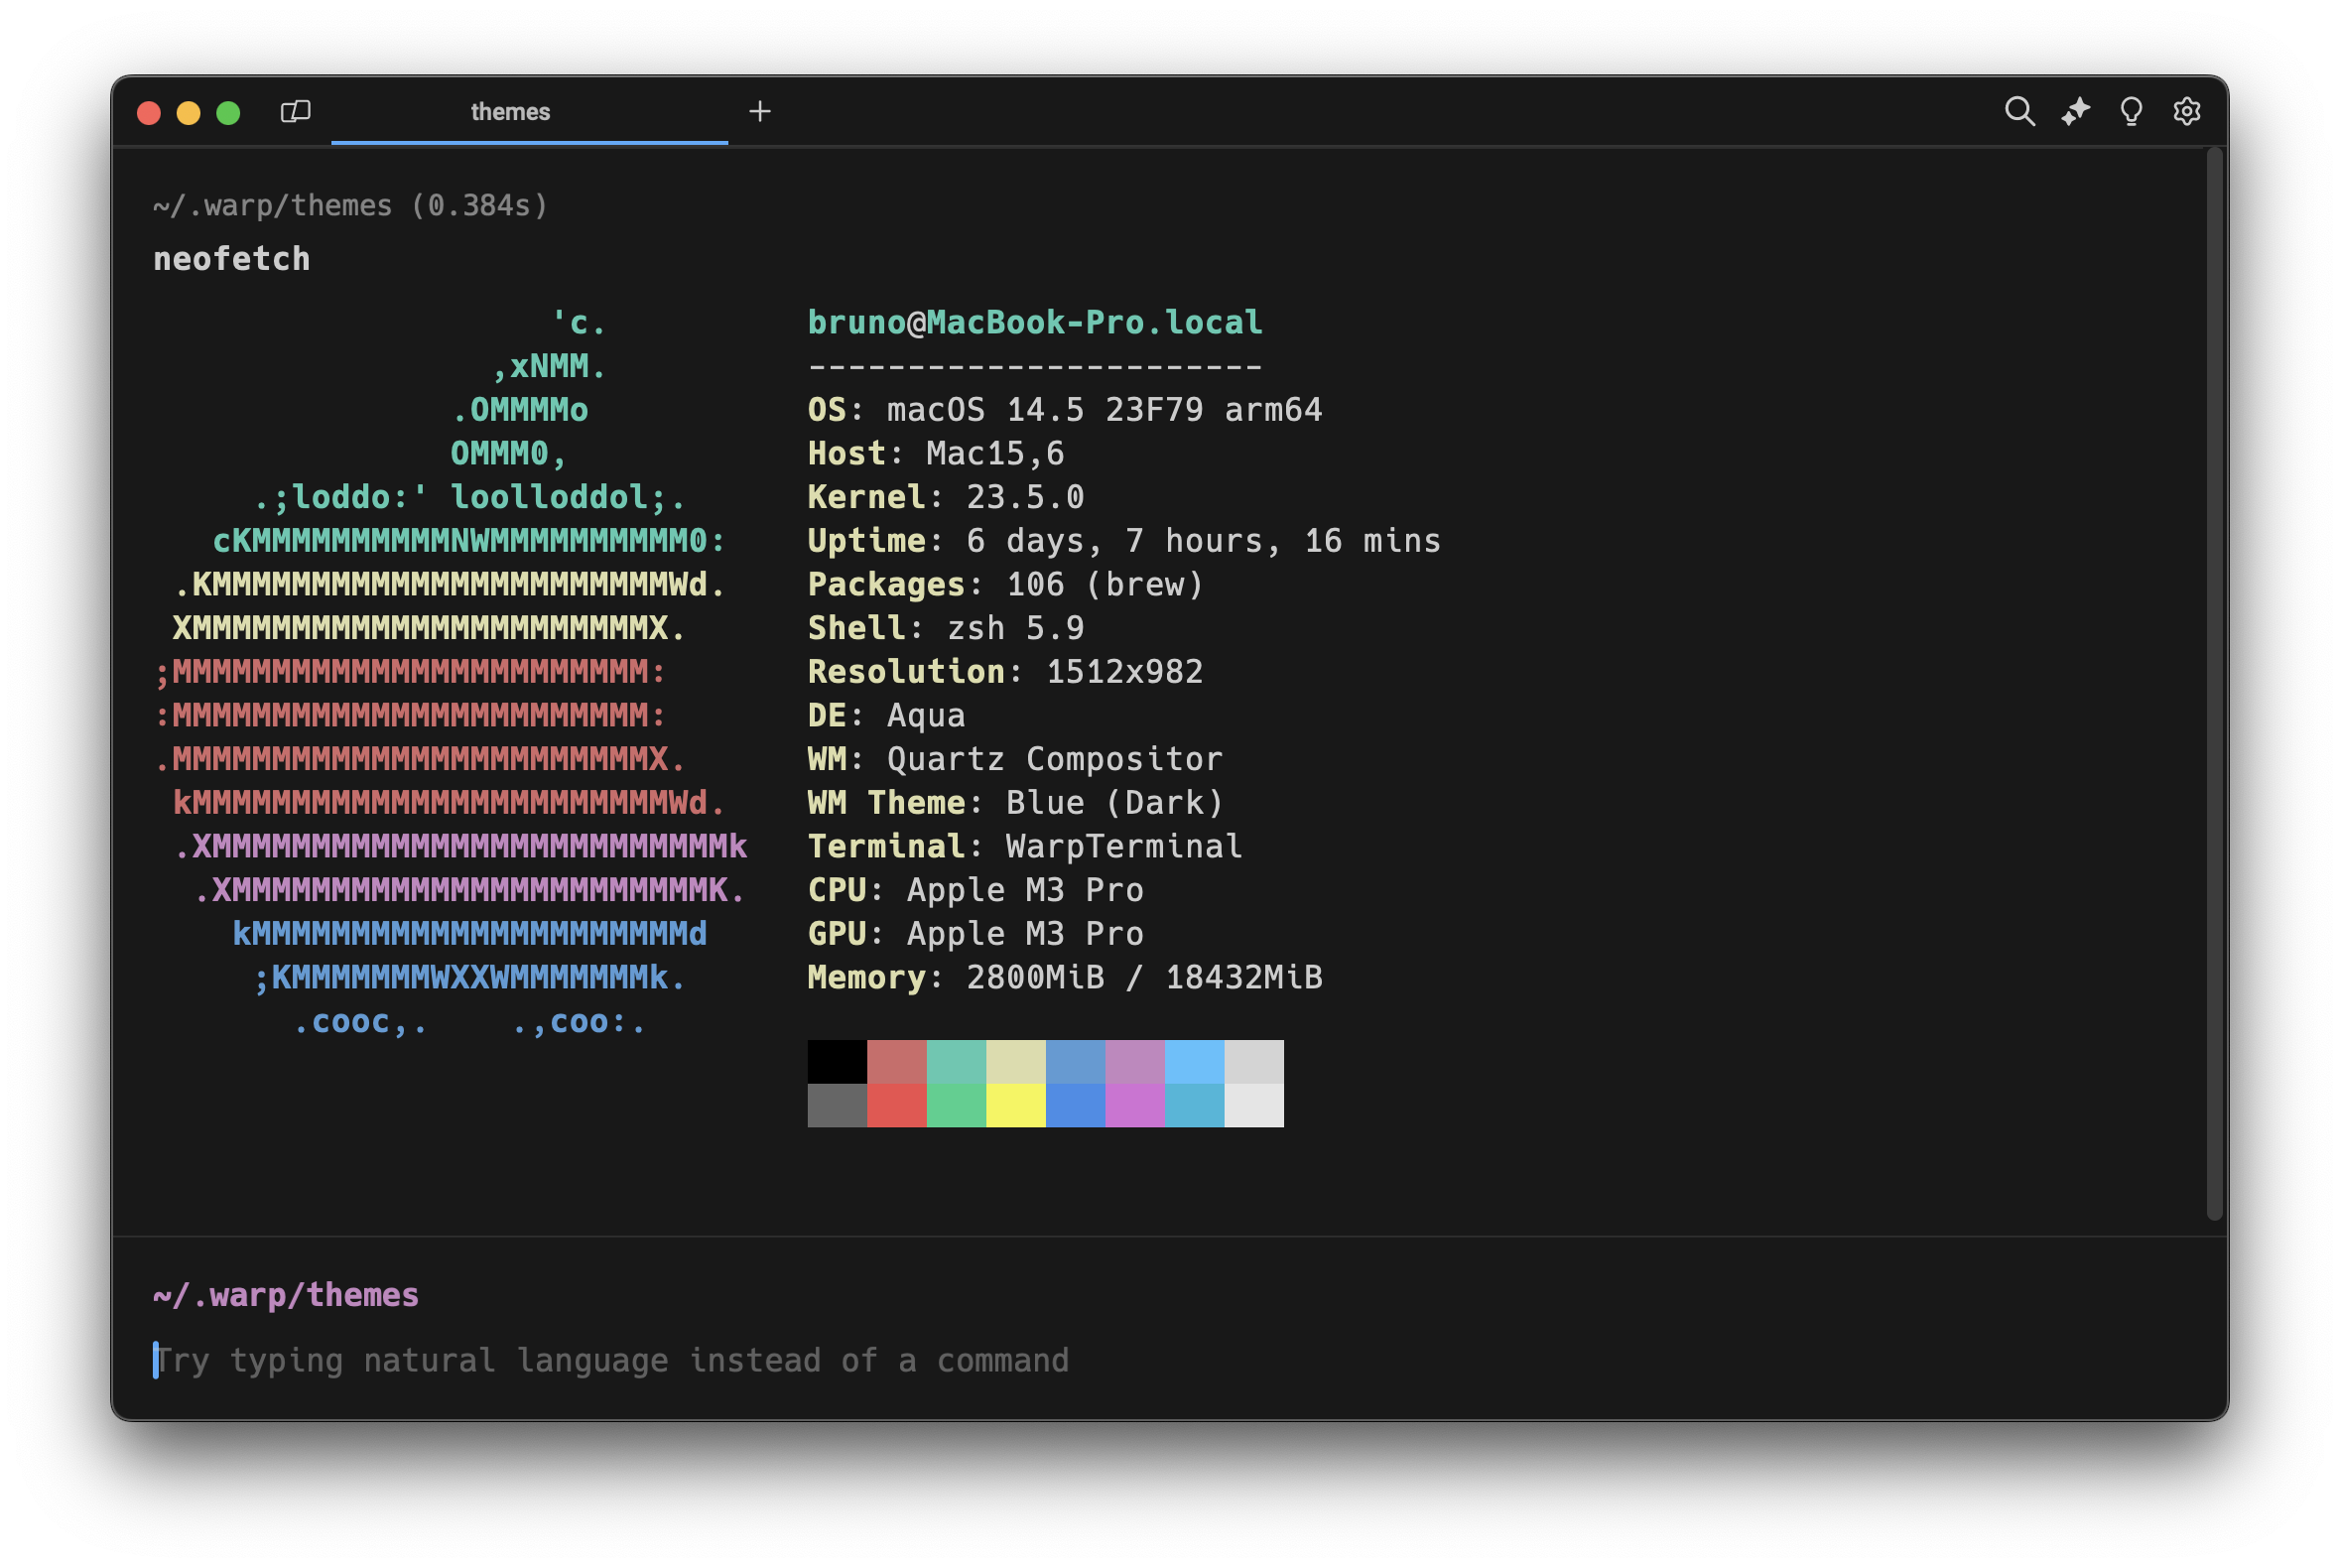 themes
~/.warp/themes (0.384s)
neofetch
                    'c.          bruno@MacBook-Pro.local
                 ,xNMM.          -----------------------
               .OMMMMo           OS: macOS 14.5 23F79 arm64
               OMMM0,            Host: Mac15,6
     .;loddo:' loolloddol;.      Kernel: 23.5.0
   cKMMMMMMMMMMNWMMMMMMMMMM0:    Uptime: 6 days, 7 hours, 16 mins
 .KMMMMMMMMMMMMMMMMMMMMMMMWd.    Packages: 106 (brew)
 XMMMMMMMMMMMMMMMMMMMMMMMX.      Shell: zsh 5.9
;MMMMMMMMMMMMMMMMMMMMMMMM:       Resolution: 1512x982
:MMMMMMMMMMMMMMMMMMMMMMMM:       DE: Aqua
.MMMMMMMMMMMMMMMMMMMMMMMMX.      WM: Quartz Compositor
 kMMMMMMMMMMMMMMMMMMMMMMMMWd.    WM Theme: Blue (Dark)
 .XMMMMMMMMMMMMMMMMMMMMMMMMMMk   Terminal: WarpTerminal
  .XMMMMMMMMMMMMMMMMMMMMMMMMK.   CPU: Apple M3 Pro
    kMMMMMMMMMMMMMMMMMMMMMMd     GPU: Apple M3 Pro
     ;KMMMMMMMWXXWMMMMMMMk.      Memory: 2800MiB / 18432MiB
       .cooc,.    .,coo:.
~/.warp/themes
Try typing natural language instead of a command